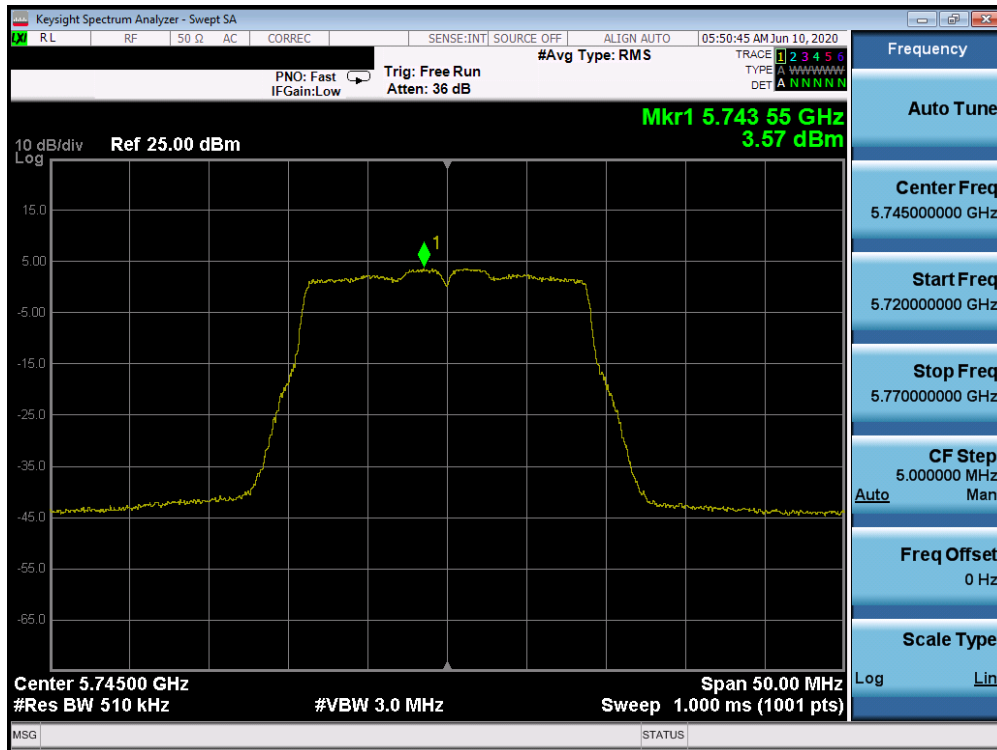 Keysight Spectrum Analyzer - Swept SA
LXI RL RF 50 Ω AC CORREC SENSE:INT SOURCE OFF ALIGN AUTO 05:50:45 AM Jun 10, 2020
#Avg Type: RMS
TRACE 1 2 3 4 5 6
PNO: Fast Trig: Free Run
TYPE A WWWWW
IFGain:Low Atten: 36 dB
DET A N N N N N
Mkr1 5.743 55 GHz
3.57 dBm
10 dB/div Ref 25.00 dBm
Log
1
15.0
5.00
-5.00
-15.0
-25.0
-35.0
-45.0
-55.0
-65.0
Center 5.74500 GHz Span 50.00 MHz
#Res BW 510 kHz #VBW 3.0 MHz Sweep 1.000 ms (1001 pts)
MSG STATUS
Frequency
Auto Tune
Center Freq
5.745000000 GHz
Start Freq
5.720000000 GHz
Stop Freq
5.770000000 GHz
CF Step
5.000000 MHz
Auto Man
Freq Offset
0 Hz
Scale Type
Log Lin